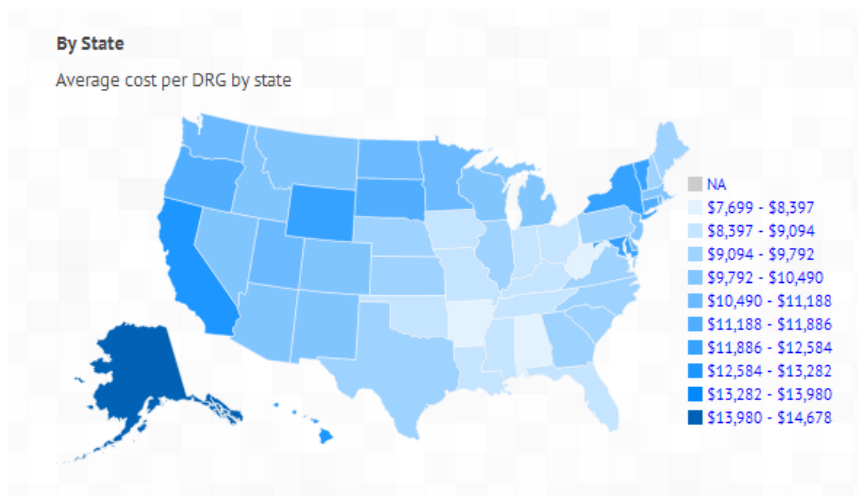 By State
Average cost per DRG by state
NA
$7,699 - $8,397
$8,397 - $9,094
$9,094 - $9,792
$9,792 - $10,490
$10,490 - $11,188
$11,188 - $11,886
$11,886 - $12,584
$12,584 - $13,282
$13,282 - $13,980
$13,980 - $14,678